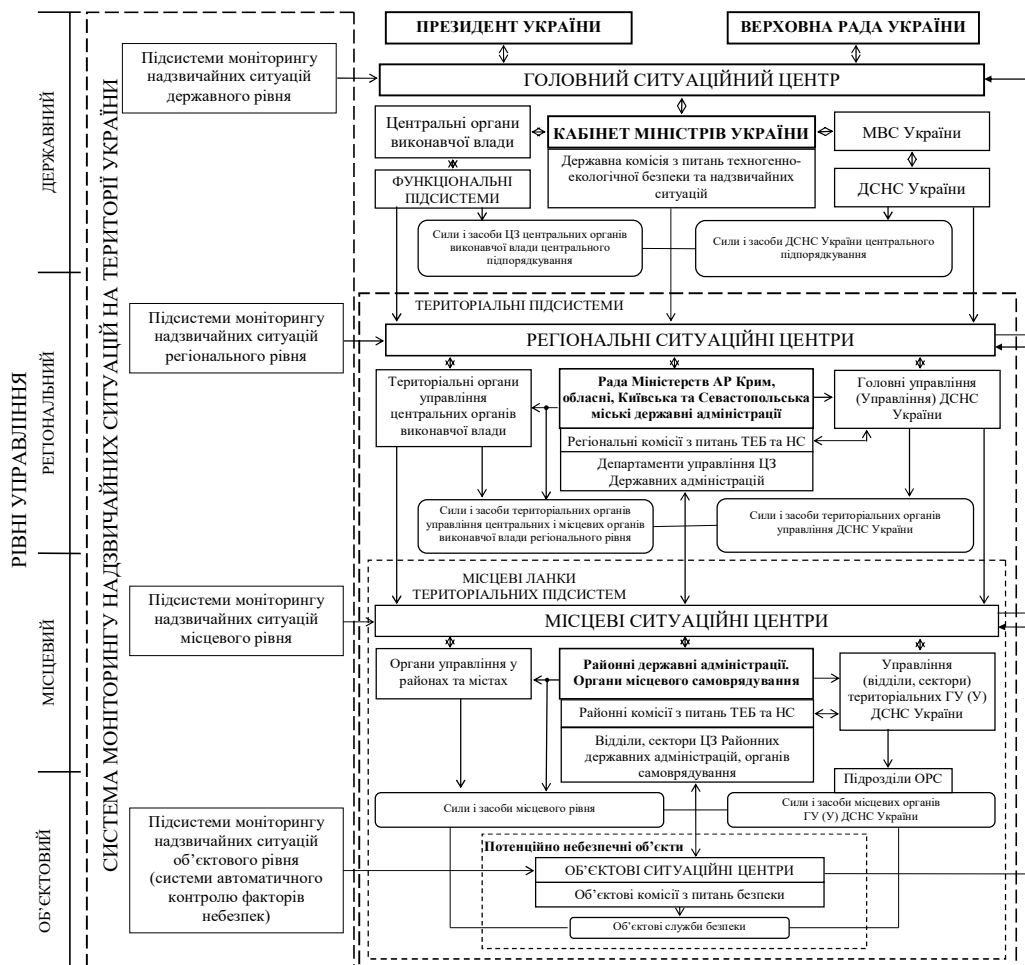 РІВНІ УПРАВЛІННЯ
ДЕРЖАВНИЙ
РЕГІОНАЛЬНИЙ
МІСЦЕВИЙ
ОБ’ЄКТОВИЙ
СИСТЕМА МОНІТОРИНГУ НАДЗВИЧАЙНИХ СИТУАЦІЙ НА ТЕРИТОРІЇ УКРАЇНИ
ПРЕЗИДЕНТ УКРАЇНИ
ВЕРХОВНА РАДА УКРАЇНИ
Підсистеми моніторингу
надзвичайних ситуацій
державного рівня
ГОЛОВНИЙ СИТУАЦІЙНИЙ ЦЕНТР
Центральні органи
виконавчої влади
КАБІНЕТ МІНІСТРІВ УКРАЇНИ
МВС України
Державна комісія з питань техногенно-
екологічної безпеки та надзвичайних
ситуацій
ФУНКЦІОНАЛЬНІ
ПІДСИСТЕМИ
ДСНС України
Сили і засоби ЦЗ центральних органів
виконавчої влади центрального
підпорядкування
Сили і засоби ДСНС України центрального
підпорядкування
ТЕРИТОРІАЛЬНІ ПІДСИСТЕМИ
Підсистеми моніторингу
надзвичайних ситуацій
регіонального рівня
РЕГІОНАЛЬНІ СИТУАЦІЙНІ ЦЕНТРИ
Територіальні органи
управління
центральних органів
виконавчої влади
Рада Міністерств АР Крим,
обласні, Київська та Севастопольська
міські державні адміністрації
Головні управління
(Управління) ДСНС
України
Регіональні комісії з питань ТЕБ та НС
Департаменти управління ЦЗ
Державних адміністрацій
Сили і засоби територіальних органів
управління центральних і місцевих органів
виконавчої влади регіонального рівня
Сили і засоби територіальних органів
управління ДСНС України
МІСЦЕВІ ЛАНКИ
ТЕРИТОРІАЛЬНИХ ПІДСИСТЕМ
Підсистеми моніторингу
надзвичайних ситуацій
місцевого рівня
МІСЦЕВІ СИТУАЦІЙНІ ЦЕНТРИ
Органи управління у
районах та містах
Районні державні адміністрації.
Органи місцевого самоврядування
Управління
(відділи, сектори)
територіальних ГУ (У)
ДСНС України
Районні комісії з питань ТЕБ та НС
Відділи, сектори ЦЗ Районних
державних адміністрацій, органів
самоврядування
Підрозділи ОРС
Сили і засоби місцевого рівня
Сили і засоби місцевих органів
ГУ (У) ДСНС України
Підсистеми моніторингу
надзвичайних ситуацій
об’єктового рівня
(системи автоматичного
контролю факторів
небезпек)
Потенційно небезпечні об’єкти
ОБ’ЄКТОВІ СИТУАЦІЙНІ ЦЕНТРИ
Об’єктові комісії з питань безпеки
Об’єктові служби безпеки